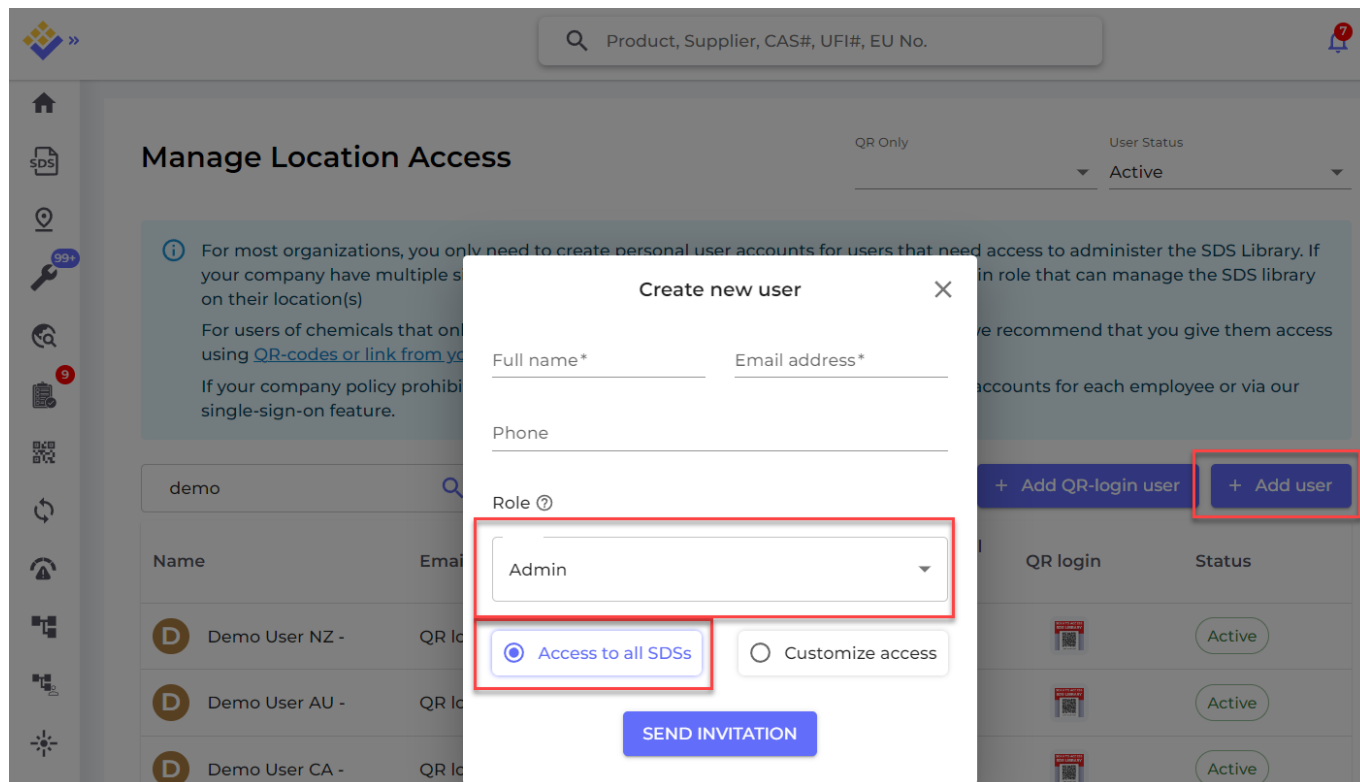 »
Product, Supplier, CAS#, UFI#, EU No.
7
SDS
Manage Location Access
QR Only
User Status
Active
99+
For most organizations, you only need to create personal user accounts for users that need access to administer the SDS Library. If
your company have multiple s
in role that can manage the SDS library
on their location(s)
For users of chemicals that onl
we recommend that you give them access
using QR-codes or link from yo
If your company policy prohibi
accounts for each employee or via our
single-sign-on feature.
9
Create new user
Full name*
Email address*
Phone
Role
Admin
Access to all SDSs
Customize access
SEND INVITATION
demo
+ Add QR-login user
+ Add user
Name
Emai
QR login
Status
D
Demo User NZ -
QR lo
Active
D
Demo User AU -
QR lo
Active
D
Demo User CA -
QR lo
Active